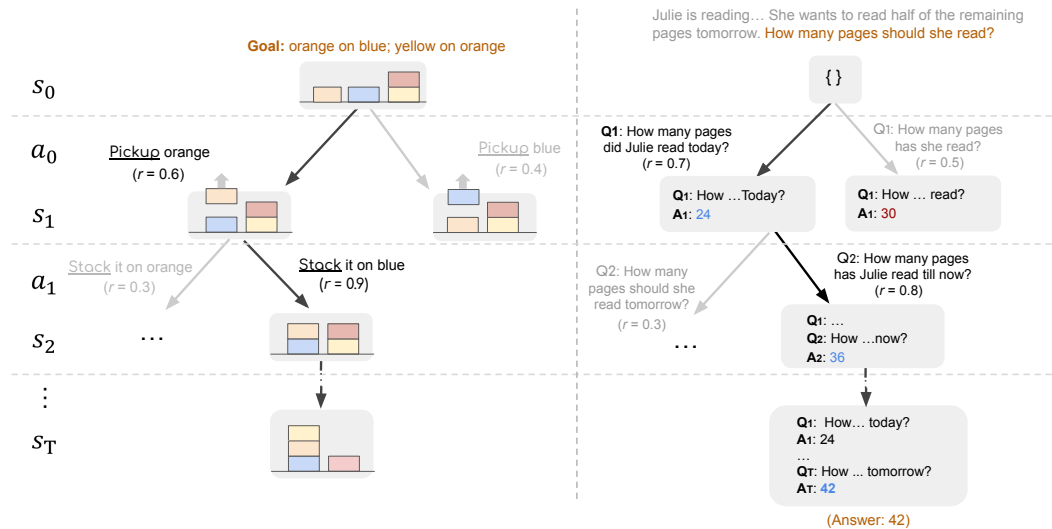 Julie is reading... She wants to read half of the remaining
pages tomorrow. How many pages should she read?
Goal: orange on blue; yellow on orange
s0
{ }
a0
Pickup orange
(r = 0.6)
Pickup blue
(r = 0.4)
Q1: How many pages
did Julie read today?
(r = 0.7)
Q1: How many pages
has she read?
(r = 0.5)
s1
Q1: How ...Today?
A1: 24
Q1: How ... read?
A1: 30
a1
Stack it on orange
(r = 0.3)
Stack it on blue
(r = 0.9)
Q2: How many
pages should she
read tomorrow?
(r = 0.3)
Q2: How many pages
has Julie read till now?
(r = 0.8)
s2
...
...
Q1: ...
Q2: How ...now?
A2: 36
⋮
sT
Q1: How... today?
A1: 24
...
QT: How ... tomorrow?
AT: 42
(Answer: 42)